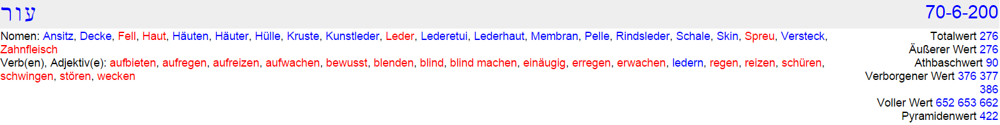 עור 70-6-200
Nomen: Ansitz, Decke, Fell, Haut, Häuten, Häuter, Hülle, Kruste, Kunstleder, Leder, Lederetui, Lederhaut, Membran, Pelle, Rindsleder, Schale, Skin, Spreu, Versteck,
Zahnfleisch
Verb(en), Adjektiv(e): aufbieten, aufregen, aufreizen, aufwachen, bewusst, blenden, blind, blind machen, einäugig, erregen, erwachen, ledern, regen, reizen, schüren,
schwingen, stören, wecken
Totalwert 276
Äußerer Wert 276
Athbaschwert 90
Verborgener Wert 376 377
386
Voller Wert 652 653 662
Pyramidenwert 422